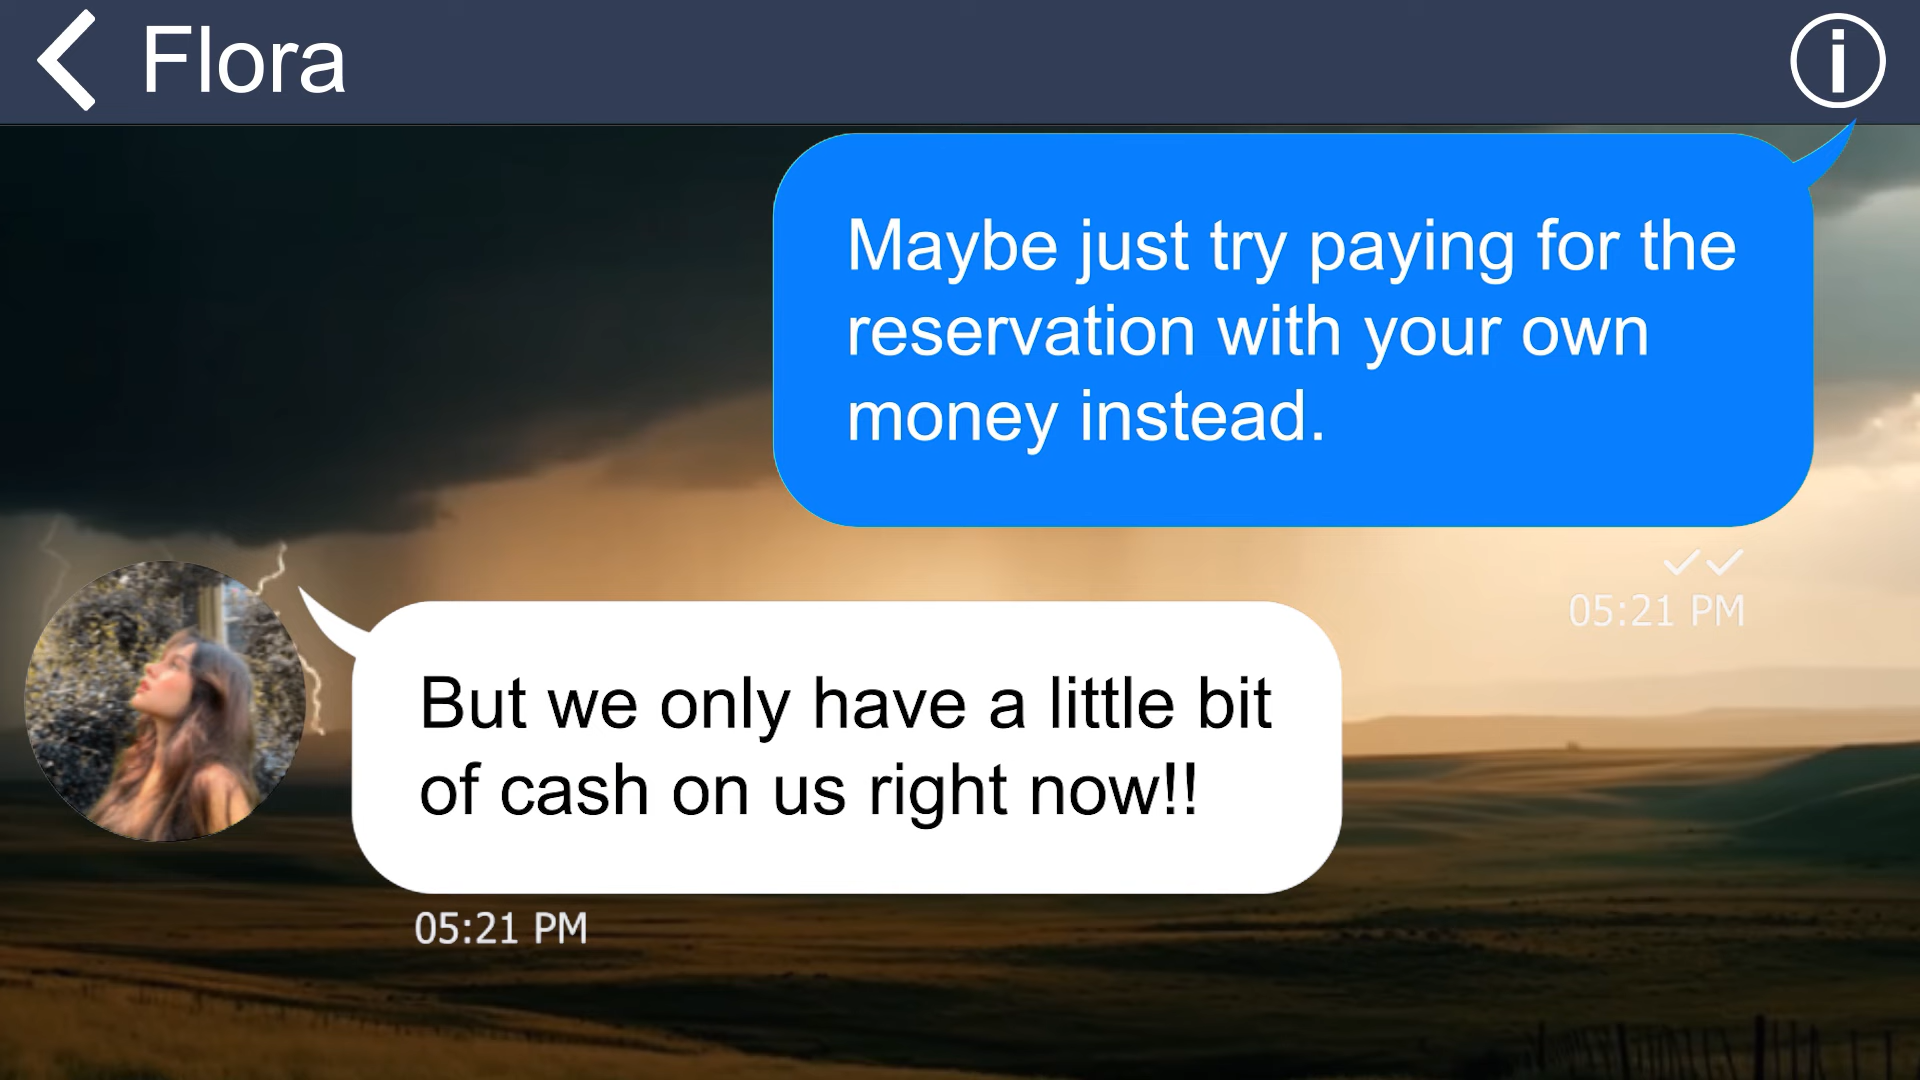 Flora
Maybe just try paying for the
reservation with your own
money instead.
05:21 PM
But we only have a little bit
of cash on us right now!!
05:21 PM